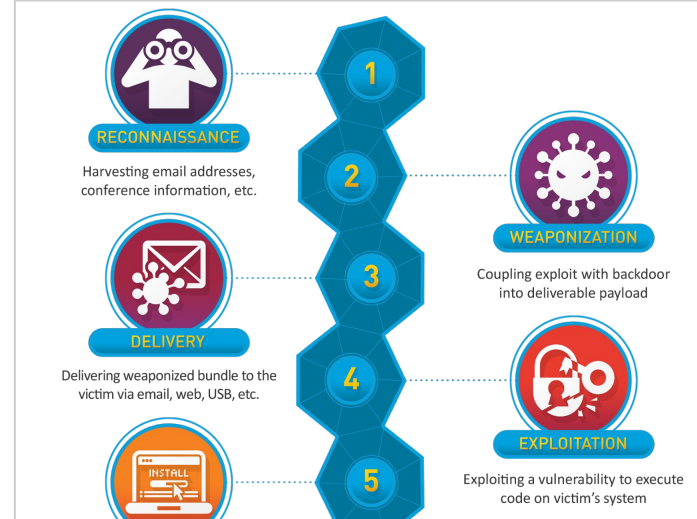 1
RECONNAISSANCE
Harvesting email addresses,
conference information, etc.
2
WEAPONIZATION
Coupling exploit with backdoor
into deliverable payload
3
DELIVERY
Delivering weaponized bundle to the
victim via email, web, USB, etc.
4
EXPLOITATION
Exploiting a vulnerability to execute
code on victim's system
5
INSTALL